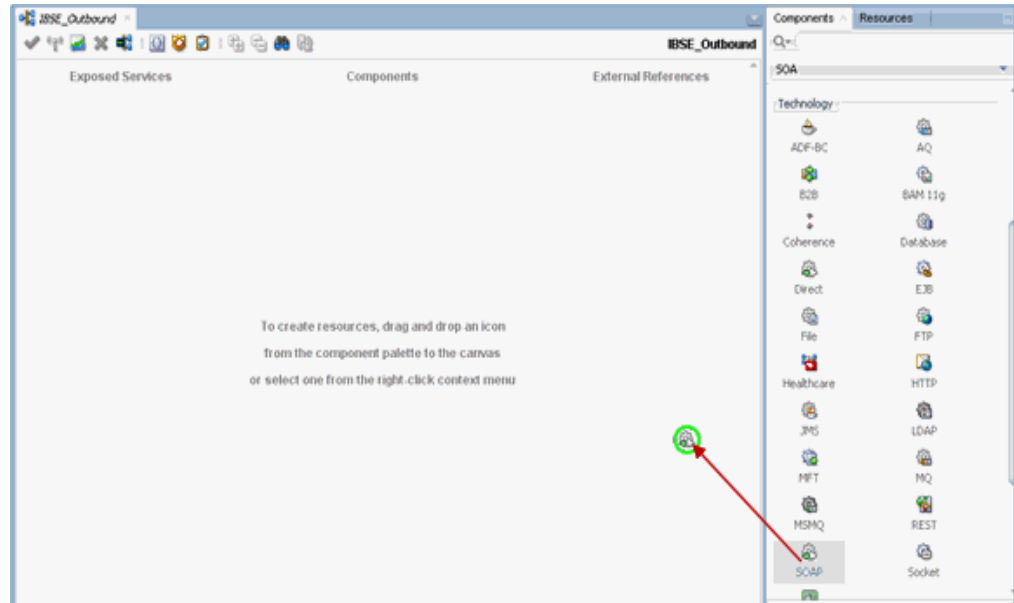 IBSE_Outbound
IBSE_Outbound
Exposed Services
Components
External References
To create resources, drag and drop an icon
from the component palette to the canvas
or select one from the right-click context menu
Components
Resources
SOA
Technology
ADF-BC
AQ
B2B
BAM 11g
Coherence
Database
Direct
EJB
File
FTP
Healthcare
HTTP
JMS
LDAP
MFT
MQ
MSMQ
REST
SOAP
Socket